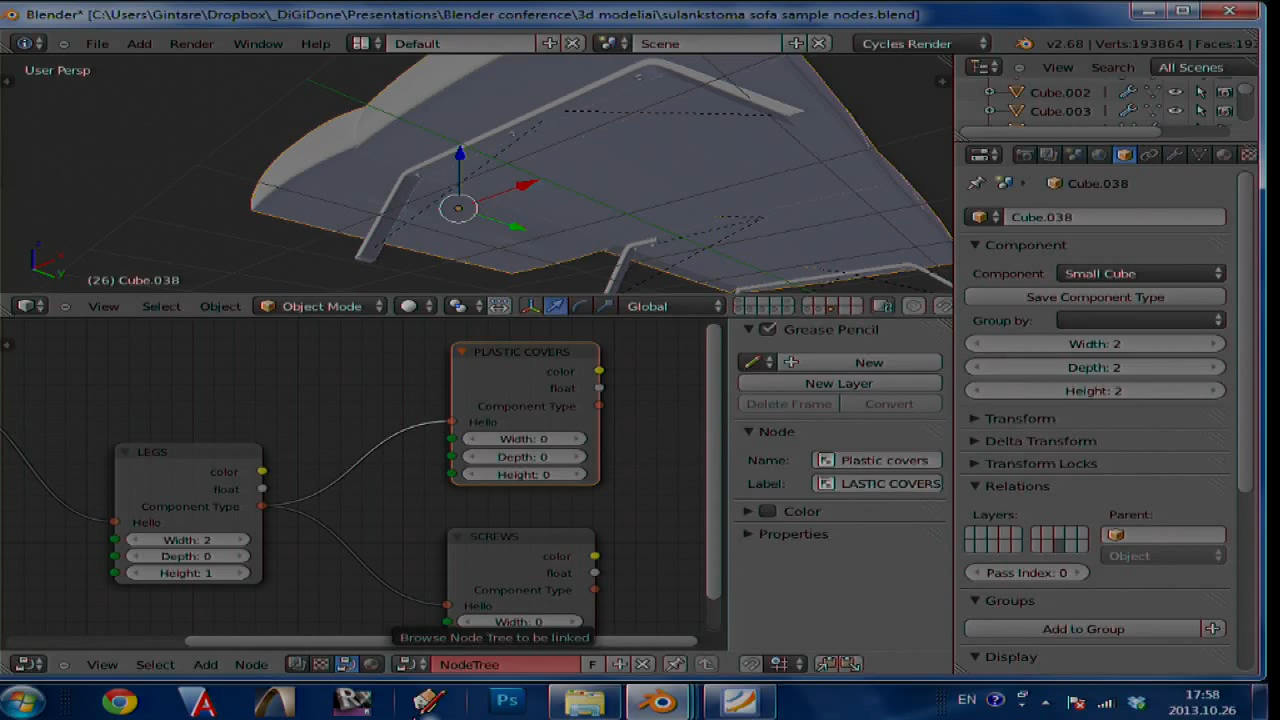 Blender* [C:\Users\Gintare\Dropbox\_DiGiDone\Presentations\Blender conference\3d modeliai\sulankstoma sofa sample nodes.blend]
File Add Render Window Help Default Scene Cycles Render v2.68 | Verts:193864 | Faces:193
User Persp
View Search All Scenes
Cube.002
Cube.003
Cube.038
Cube.038
Component
Component: Small Cube
Save Component Type
Group by:
Width: 2
Depth: 2
Height: 2
Transform
Delta Transform
Transform Locks
Relations
Layers: Parent:
Object
Pass Index: 0
Groups
Add to Group
Display
z
x
y
(26) Cube.038
View Select Object Object Mode Global
PLASTIC COVERS
color
float
Component Type
Hello
Width: 0
Depth: 0
Height: 0
LEGS
color
float
Component Type
Hello
Width: 2
Depth: 0
Height: 1
SCREWS
color
float
Component Type
Hello
Width: 0
Browse Node Tree to be linked
Grease Pencil
New
New Layer
Delete Frame Convert
Node
Name: Plastic covers
Label: LASTIC COVERS
Color
Properties
View Select Add Node NodeTree F
Ps EN 17:58
2013.10.26